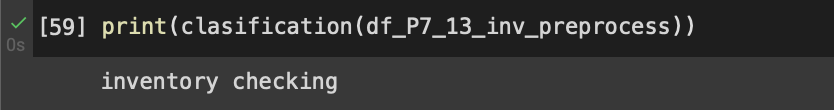 [59] print(clasification(df_P7_13_inv_preprocess))
0s
inventory checking